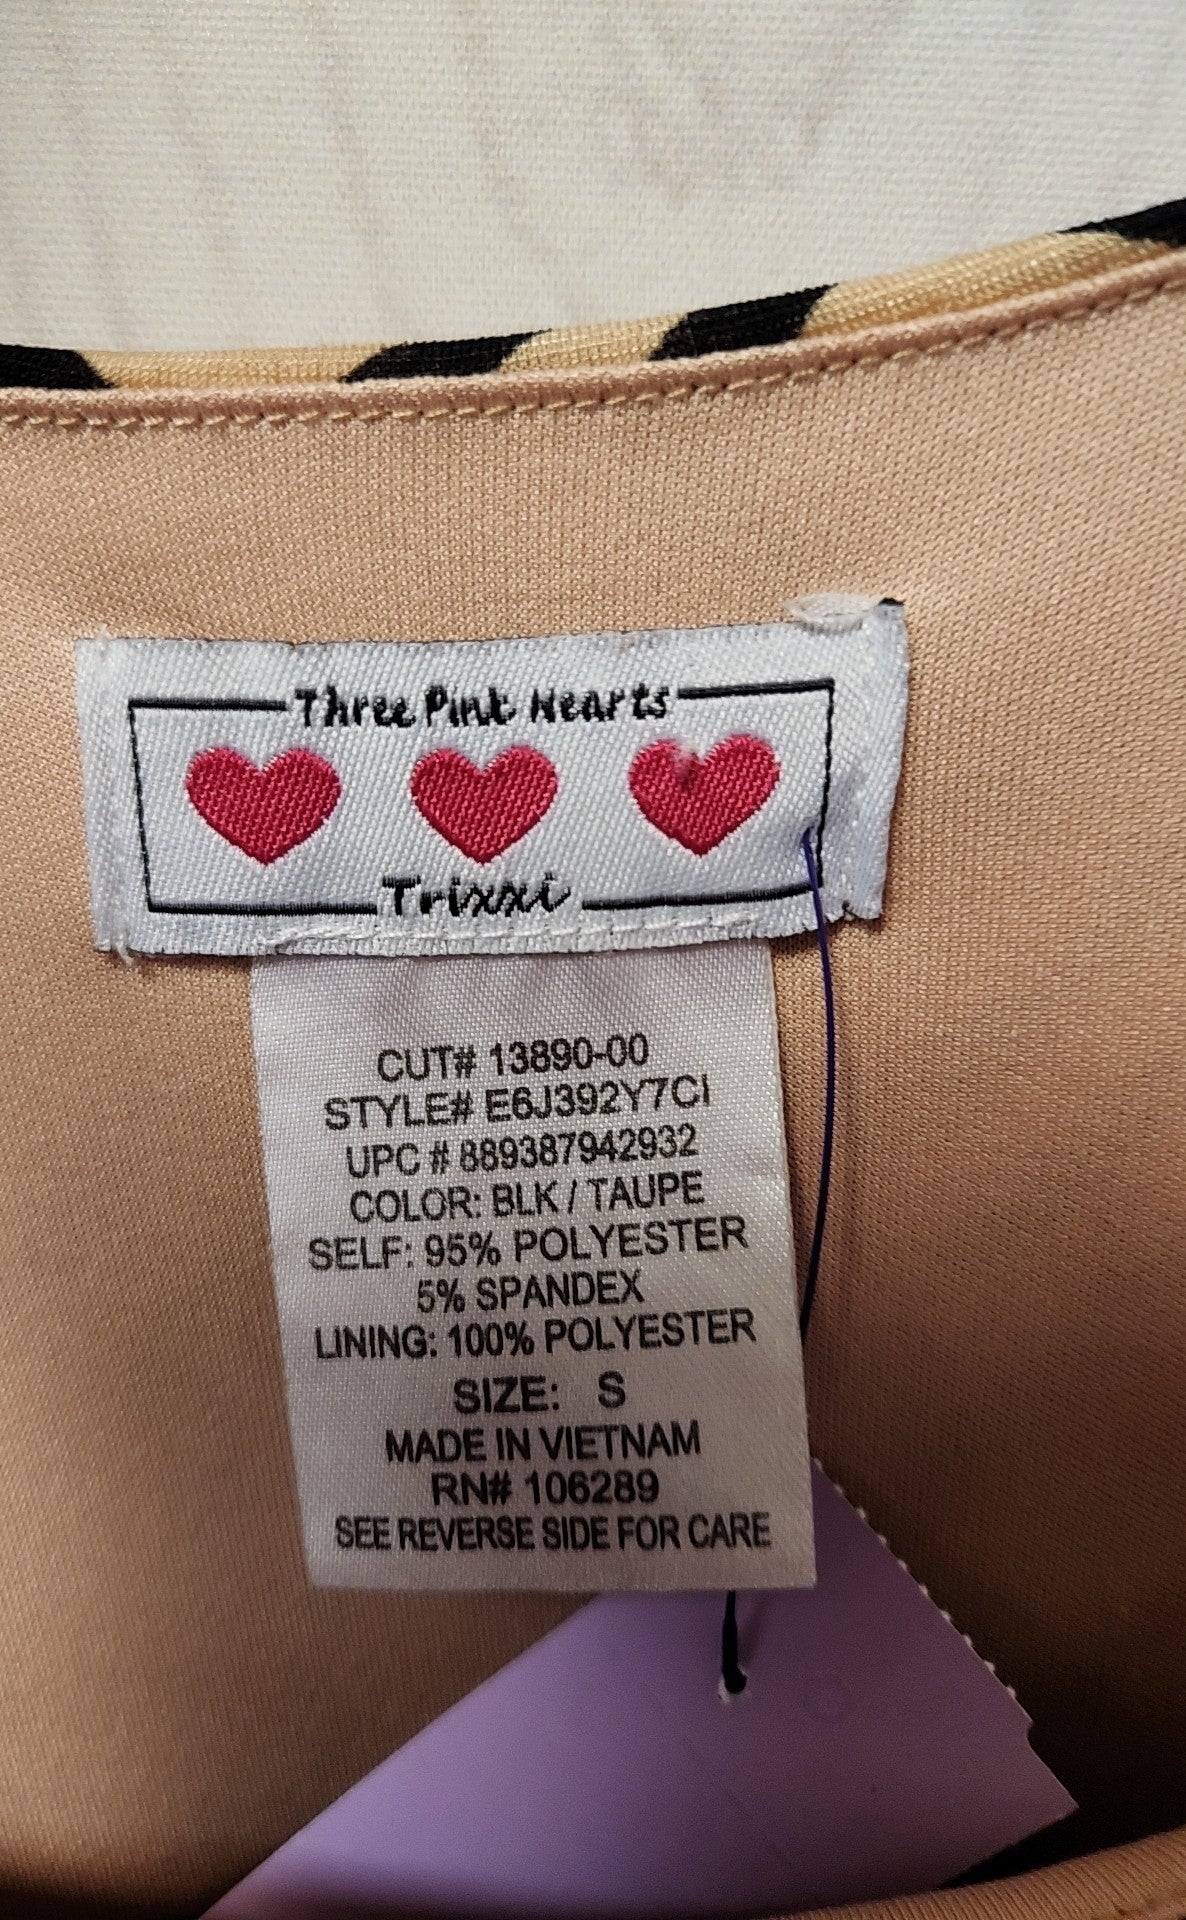 Three Pink Hearts
Trixxi
CUT# 13890-00
STYLE# E6J392Y7CI
UPC # 889387942932
COLOR: BLK / TAUPE
SELF: 95% POLYESTER
5% SPANDEX
LINING: 100% POLYESTER
SIZE: S
MADE IN VIETNAM
RN# 106289
SEE REVERSE SIDE FOR CARE